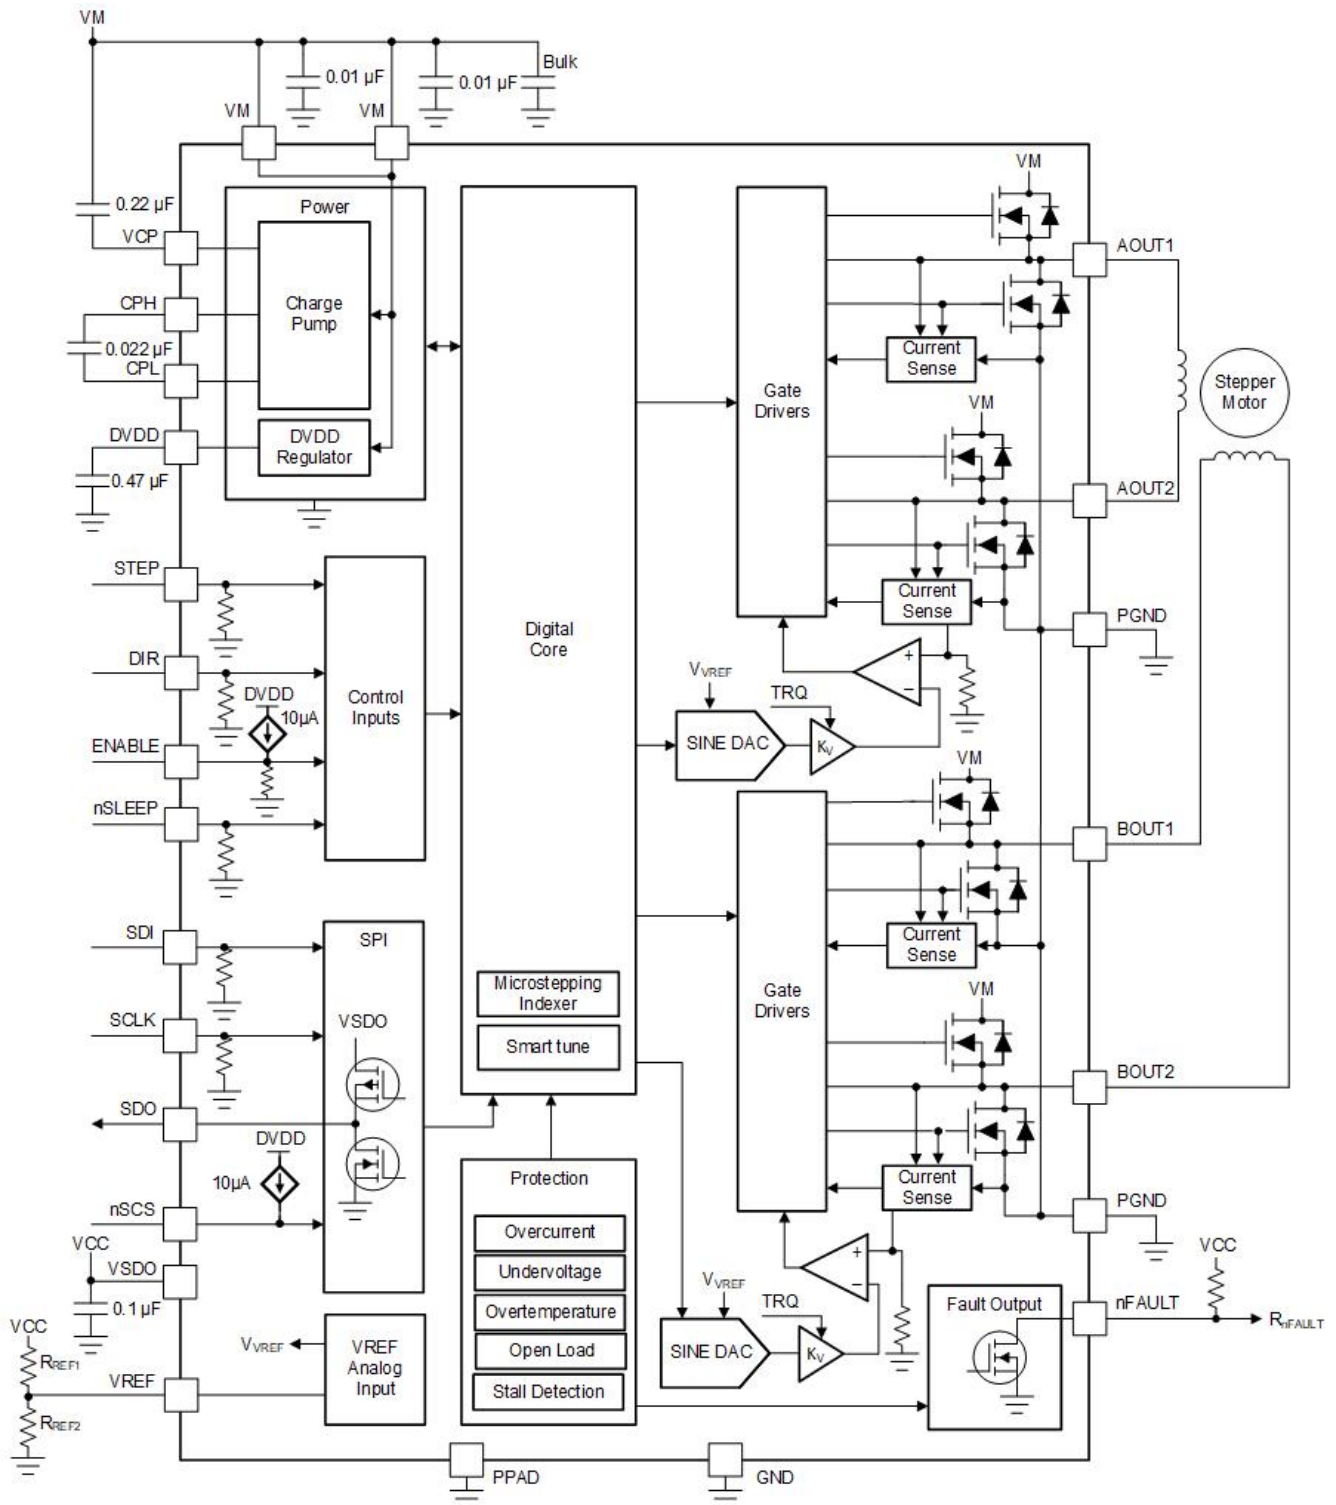 VM
0.01 µF
0.01 µF
Bulk
VM
VM
0.22 µF
VCP
CPH
0.022 µF
CPL
DVDD
0.47 µF
Power
Charge
Pump
DVDD
Regulator
STEP
DIR
DVDD
10µA
ENABLE
nSLEEP
Control
Inputs
SDI
SCLK
SDO
DVDD
10µA
nSCS
VCC
VSDO
0.1 µF
SPI
VSDO
VCC
RREF1
VREF
RREF2
VVREF
VREF
Analog
Input
Digital
Core
Microstepping
Indexer
Smart tune
Protection
Overcurrent
Undervoltage
Overtemperature
Open Load
Stall Detection
Gate
Drivers
VM
AOUT1
Current
Sense
VM
AOUT2
Current
Sense
PGND
Stepper
Motor
+
−
VVREF
TRQ
SINE DAC
KV
VM
BOUT1
Gate
Drivers
Current
Sense
VM
BOUT2
Current
Sense
PGND
+
−
VVREF
TRQ
SINE DAC
KV
Fault Output
VCC
nFAULT
RnFAULT
PPAD
GND